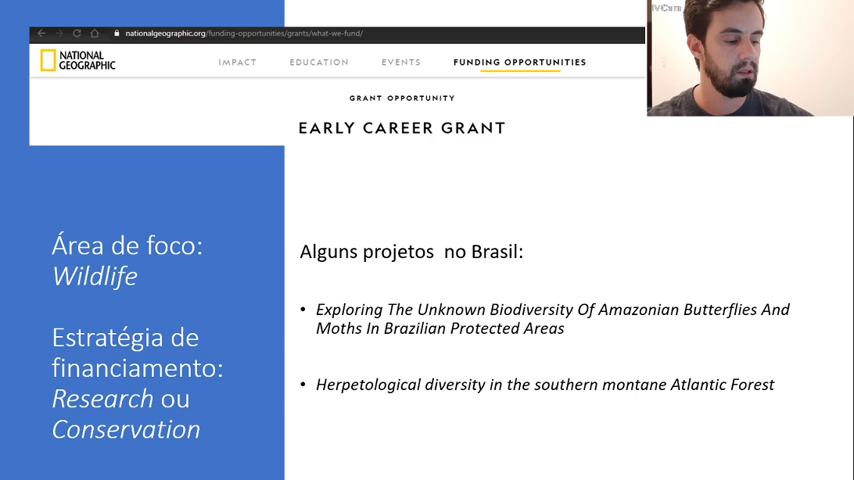 nationalgeographic.org/funding-opportunities/grants/what-we-fund/
NATIONAL
GEOGRAPHIC
IMPACT EDUCATION EVENTS FUNDING OPPORTUNITIES
GRANT OPPORTUNITY
EARLY CAREER GRANT
Área de foco:
Wildlife
Estratégia de
financiamento:
Research ou
Conservation
Alguns projetos no Brasil:
• Exploring The Unknown Biodiversity Of Amazonian Butterflies And
Moths In Brazilian Protected Areas
• Herpetological diversity in the southern montane Atlantic Forest